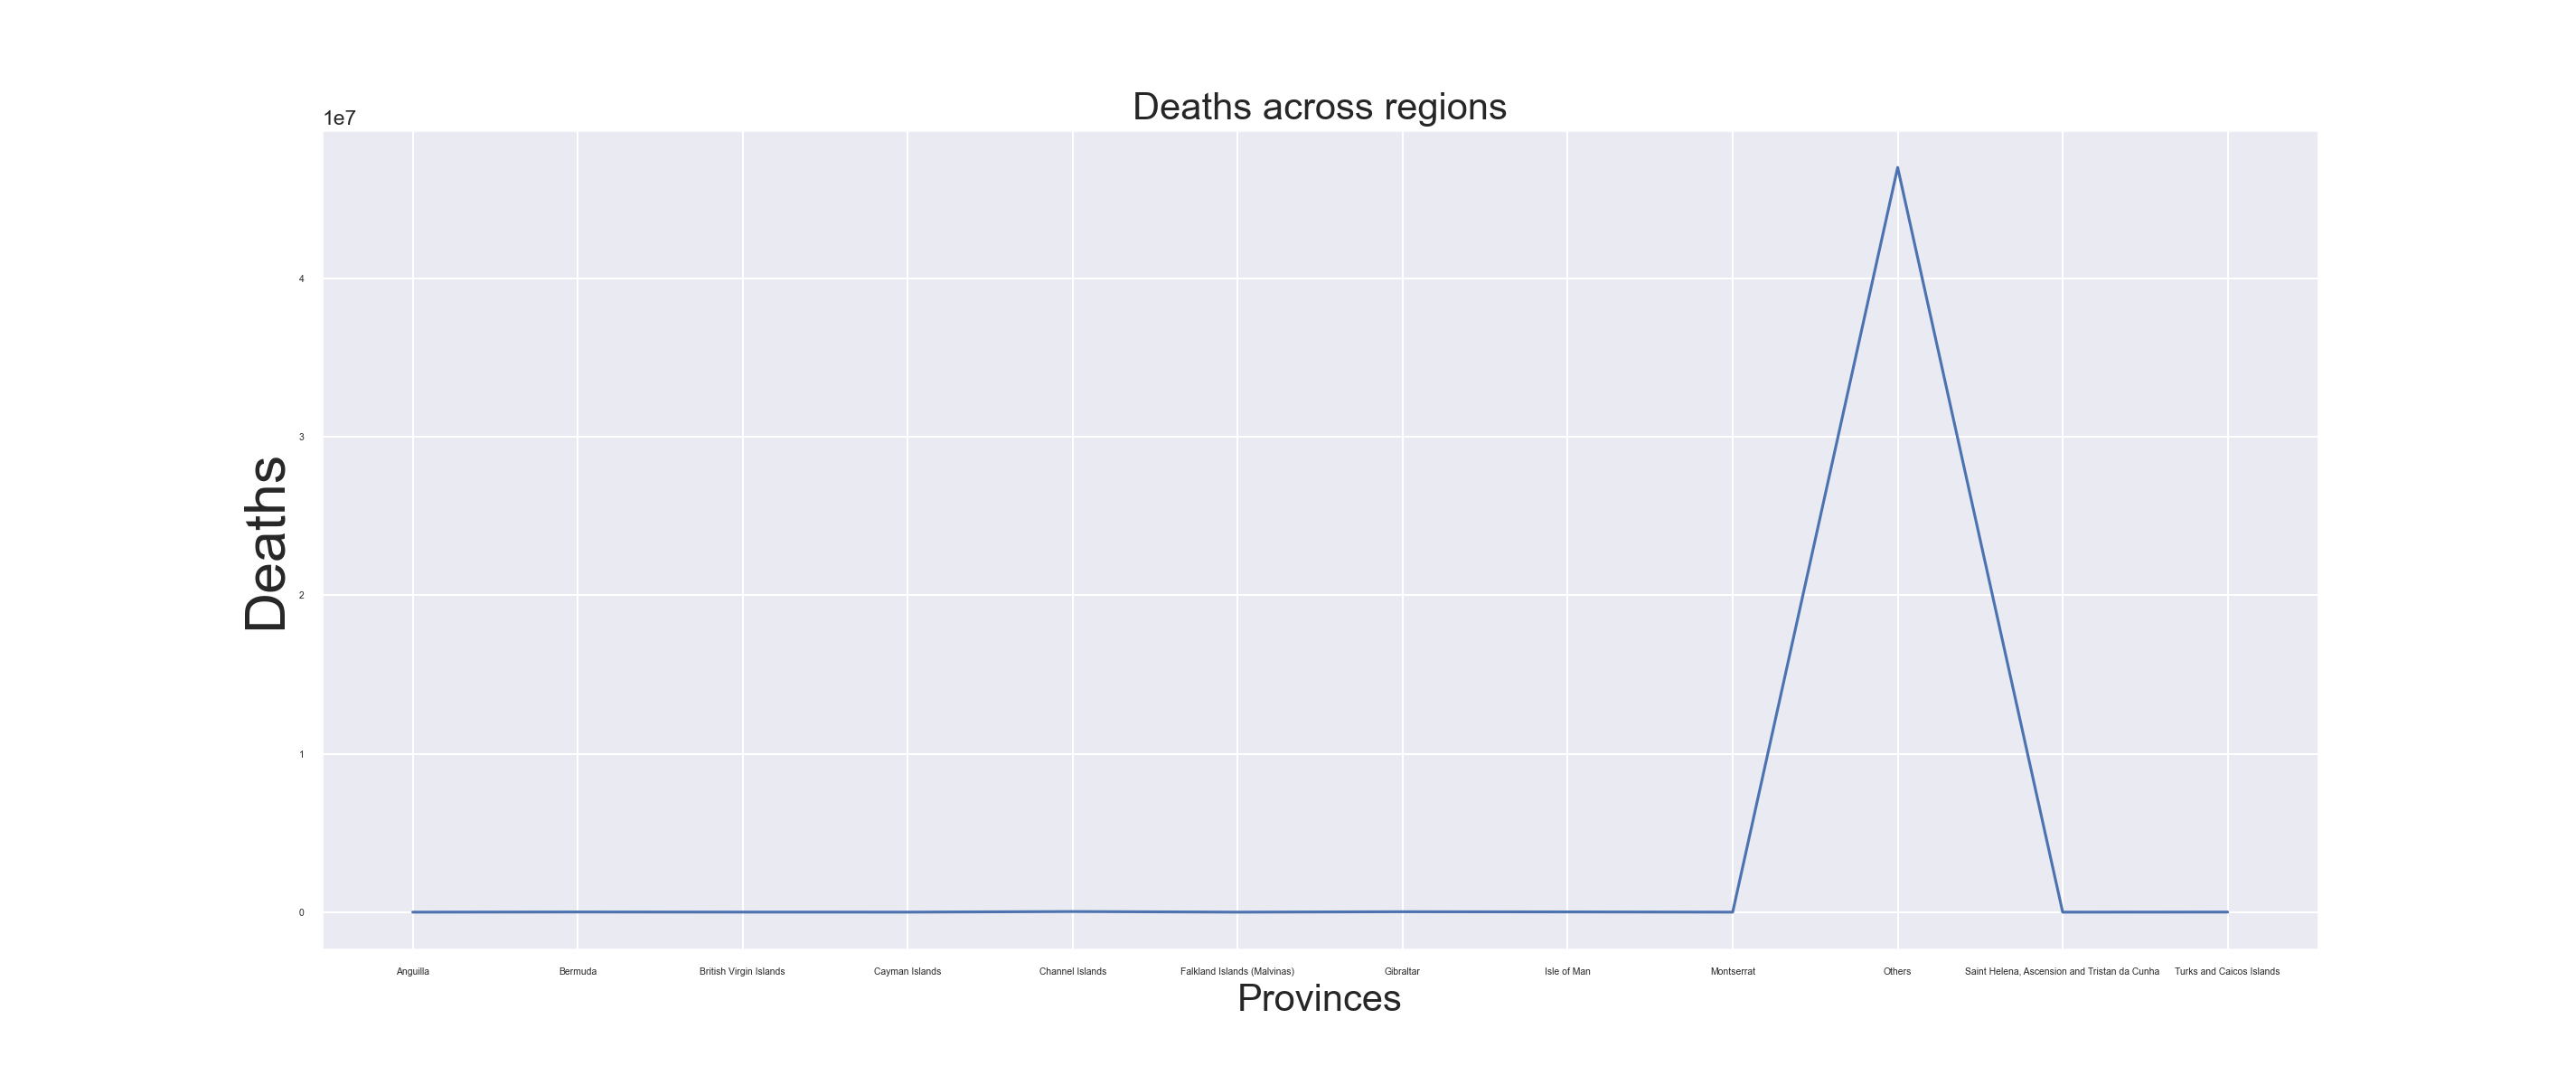 Deaths across regions
1e7
4
3
2
1
0
Deaths
Anguilla
Bermuda
British Virgin Islands
Cayman Islands
Channel Islands
Falkland Islands (Malvinas)
Gibraltar
Isle of Man
Montserrat
Others
Saint Helena, Ascension and Tristan da Cunha
Turks and Caicos Islands
Provinces